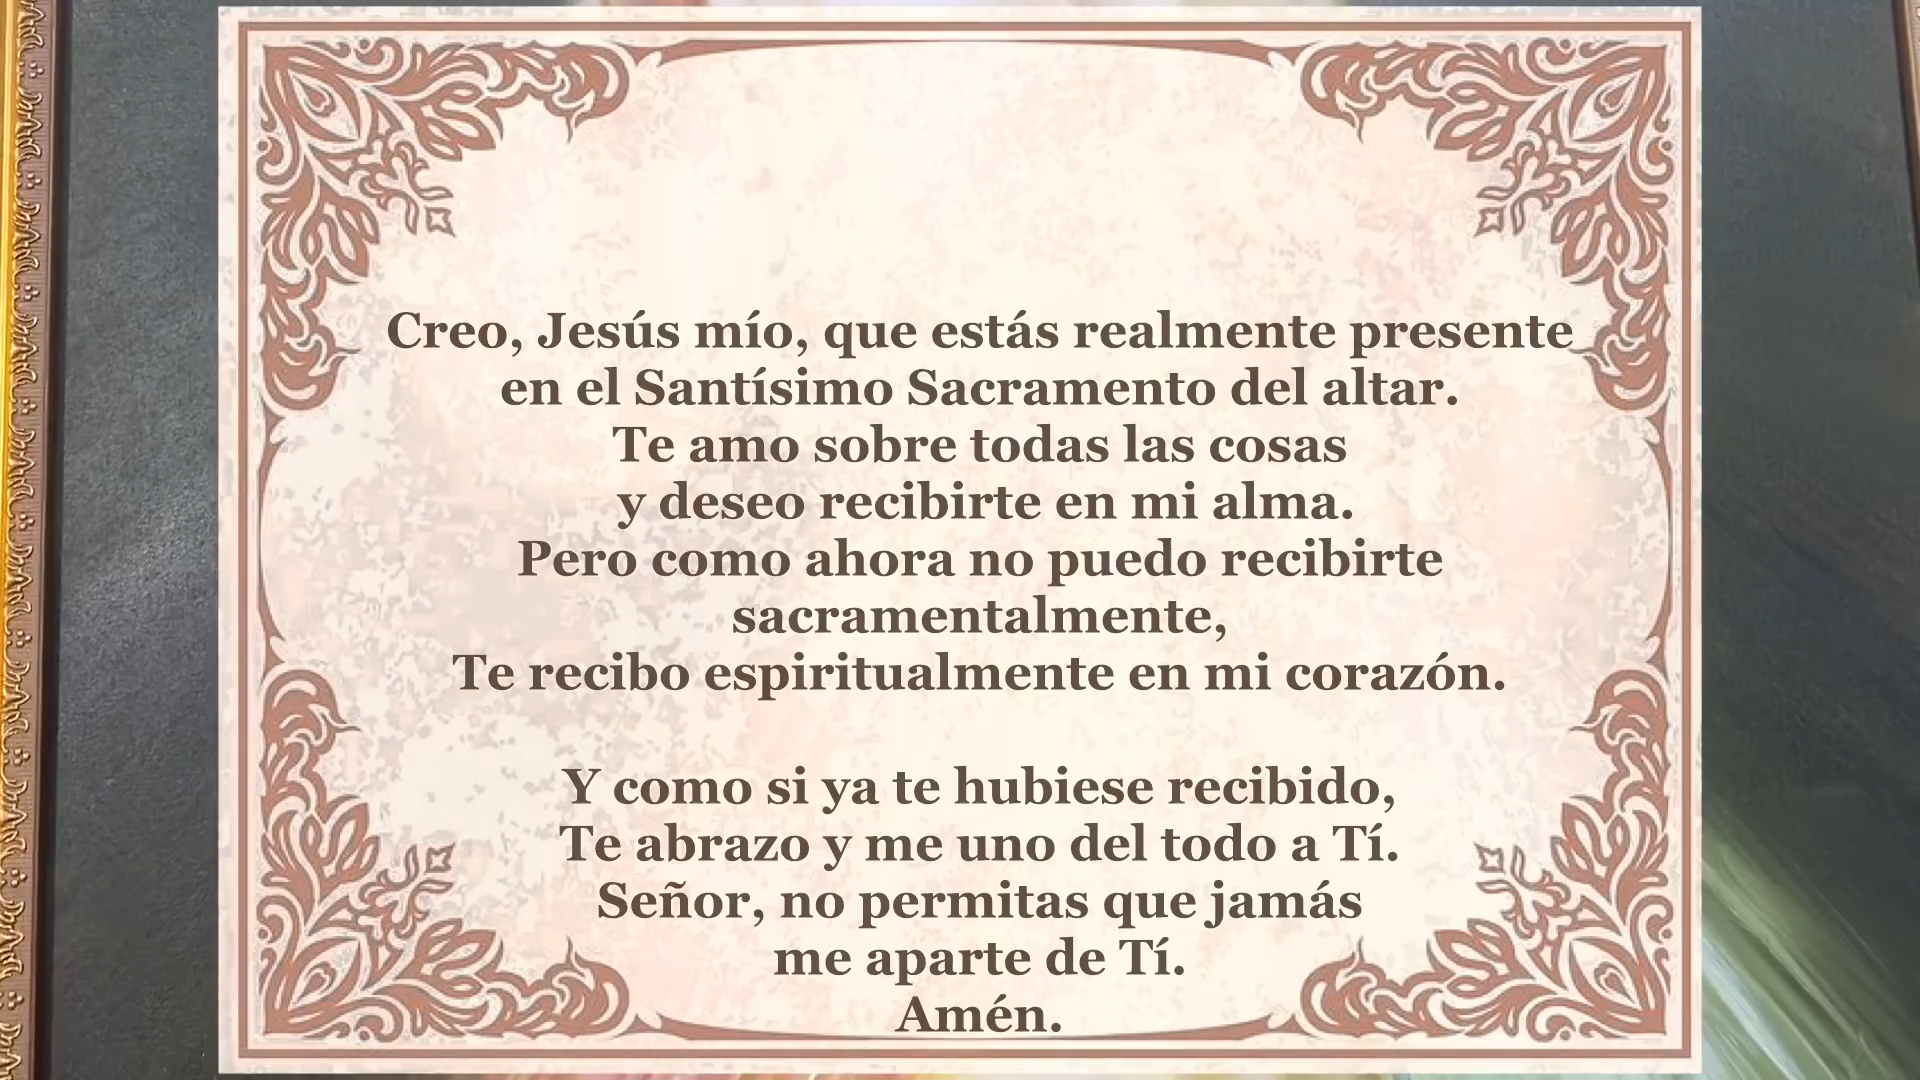 Creo, Jesús mío, que estás realmente presente
en el Santísimo Sacramento del altar.
Te amo sobre todas las cosas
y deseo recibirte en mi alma.
Pero como ahora no puedo recibirte
sacramentalmente,
Te recibo espiritualmente en mi corazón.
Y como si ya te hubiese recibido,
Te abrazo y me uno del todo a Tí.
Señor, no permitas que jamás
me aparte de Tí.
Amén.